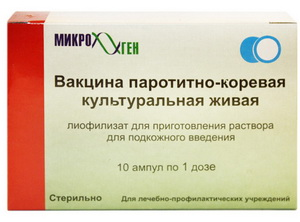 МИКРОГЕН
Вакцина паротитно-коревая
культуральная живая
лиофилизат для приготовления раствора
для подкожного введения
10 ампул по 1 дозе
Стерильно Для лечебно-профилактических учреждений